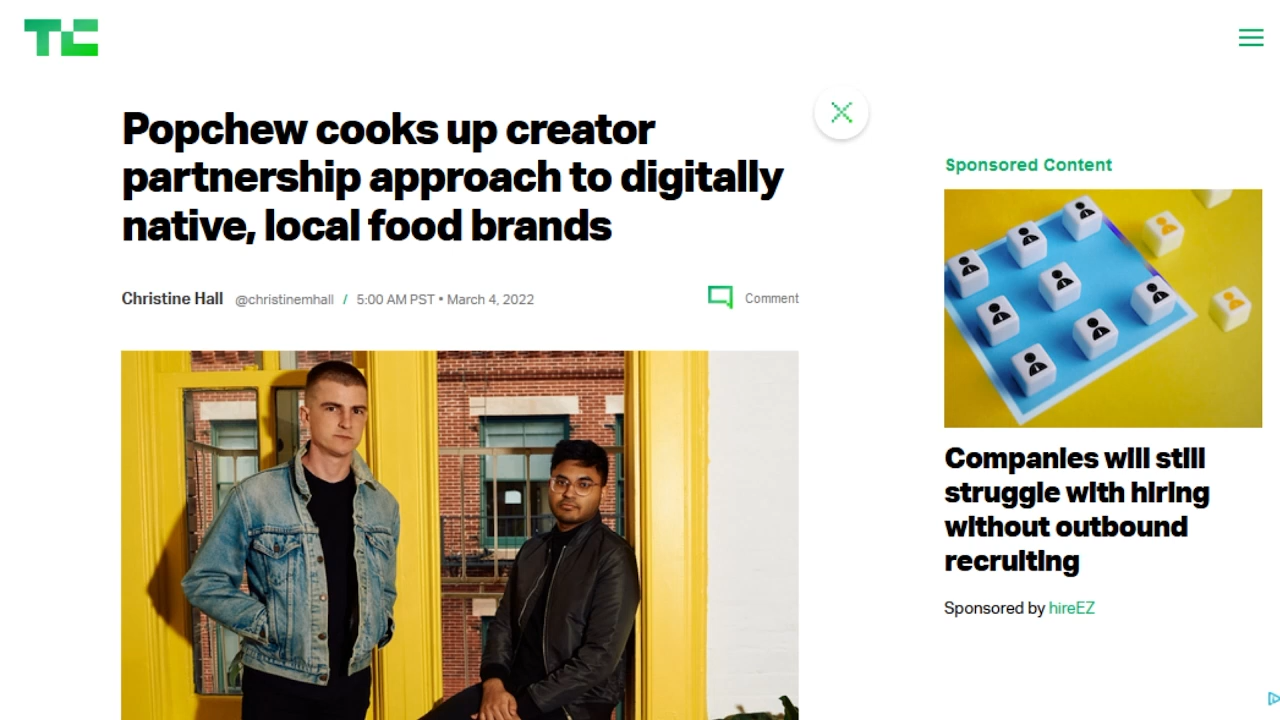 TC
Popchew cooks up creator
partnership approach to digitally
native, local food brands
Christine Hall @christinemhall / 5:00 AM PST • March 4, 2022
Comment
Sponsored Content
Companies will still
struggle with hiring
without outbound
recruiting
Sponsored by hireEZ